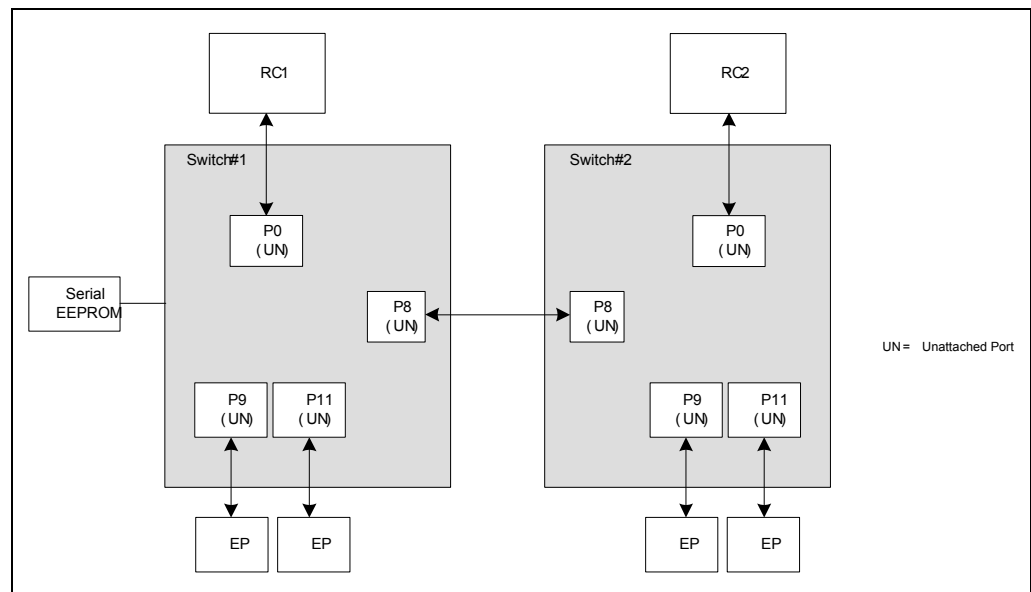 RC1
RC2
Switch#1
Switch#2
P0
(UN)
P0
(UN)
Serial
EEPROM
P8
(UN)
P8
(UN)
UN= Unattached Port
P9
(UN)
P11
(UN)
P9
(UN)
P11
(UN)
EP
EP
EP
EP